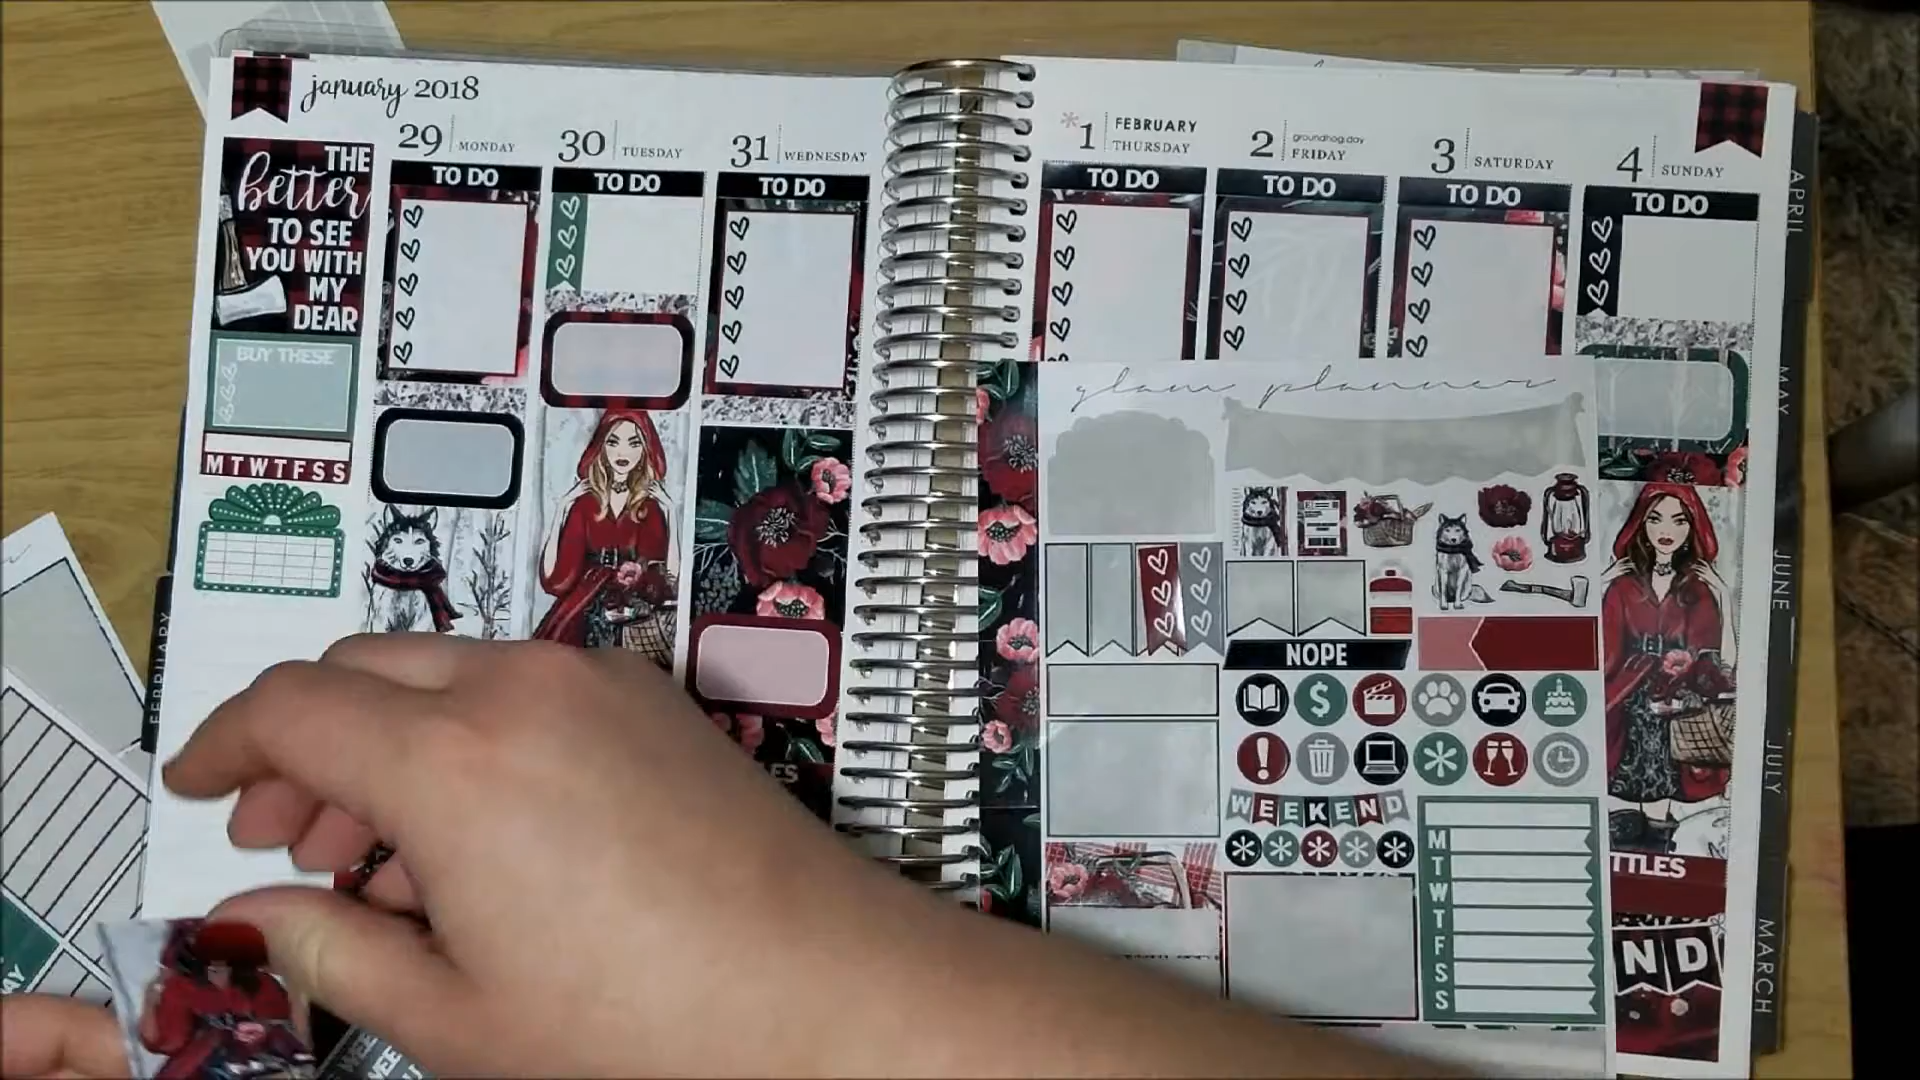 january 2018
29 MONDAY
30 TUESDAY
31 WEDNESDAY
1 FEBRUARY THURSDAY
2 groundhog day FRIDAY
3 SATURDAY
4 SUNDAY
TO DO
TO DO
TO DO
TO DO
TO DO
TO DO
TO DO
THE
better
TO SEE
YOU WITH
MY
DEAR
BUY THESE
M T W T F S S
glam planner
NOPE
WEEKEND
M
T
W
T
F
S
S
TTLES
ND
FEBRUARY
APRIL
MAY
JUNE
JULY
MARCH